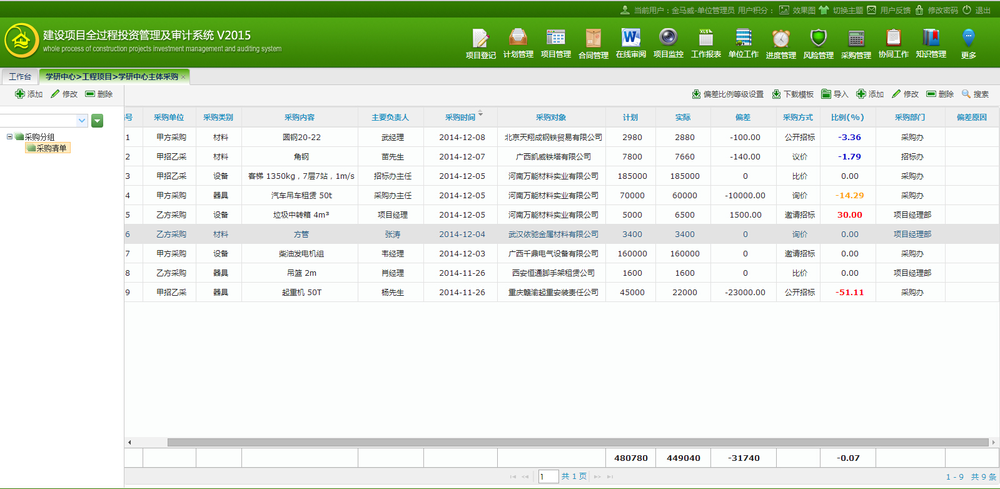 当前用户：金马威-单位管理员 用户积分： 效果图 切换主题 用户反馈 修改密码 退出
建设项目全过程投资管理及审计系统 V2015
whole process of construction projects investment management and auditing system
项目登记 计划管理 项目管理 合同管理 在线审阅 项目监控 工作报表 单位工作 进度管理 风险管理 采购管理 协同工作 知识管理 更多
XLS
W
工作台 学研中心>工程项目>学研中心主体采购 ×
添加 修改 删除 偏差比例等级设置 下载模板 导入 添加 修改 删除 搜索
采购分组
采购清单
号 采购单位 采购类别 采购内容 主要负责人 采购时间 采购对象 计划 实际 偏差 采购方式 比例(%) 采购部门 偏差原因
1 甲方采购 材料 圆钢20-22 武经理 2014-12-08 北京天翔成钢铁贸易有限公司 2980 2880 -100.00 公开招标 -3.36 采购办
2 甲招乙采 材料 角钢 苗先生 2014-12-07 广西凯威铁塔有限公司 7800 7660 -140.00 议价 -1.79 招标办
3 甲招乙采 设备 客梯 1350kg，7层7站，1m/s 招标办主任 2014-12-05 河南万能材料实业有限公司 185000 185000 0 比价 0.00 采购办
4 甲方采购 器具 汽车吊车租赁 50t 采购办主任 2014-12-05 河南万能材料实业有限公司 70000 60000 -10000.00 询价 -14.29 采购办
5 乙方采购 设备 垃圾中转箱 4m³ 项目经理 2014-12-05 河南万能材料实业有限公司 5000 6500 1500.00 邀请招标 30.00 项目经理部
6 乙方采购 材料 方管 张涛 2014-12-04 武汉依驰金属材料有限公司 3400 3400 0 询价 0.00 项目经理部
7 甲方采购 设备 柴油发电机组 韦经理 2014-12-03 广西千鼎电气设备有限公司 160000 160000 0 邀请招标 0.00 采购办
8 乙方采购 器具 吊篮 2m 肖经理 2014-11-26 西安恒通脚手架租赁公司 1600 1600 0 比价 0.00 项目经理部
9 甲招乙采 器具 起重机 50T 杨先生 2014-11-26 重庆赣渝起重安装责任公司 45000 22000 -23000.00 公开招标 -51.11 采购办
480780 449040 -31740 -0.07
1 共 1 页 1 - 9 共 9 条